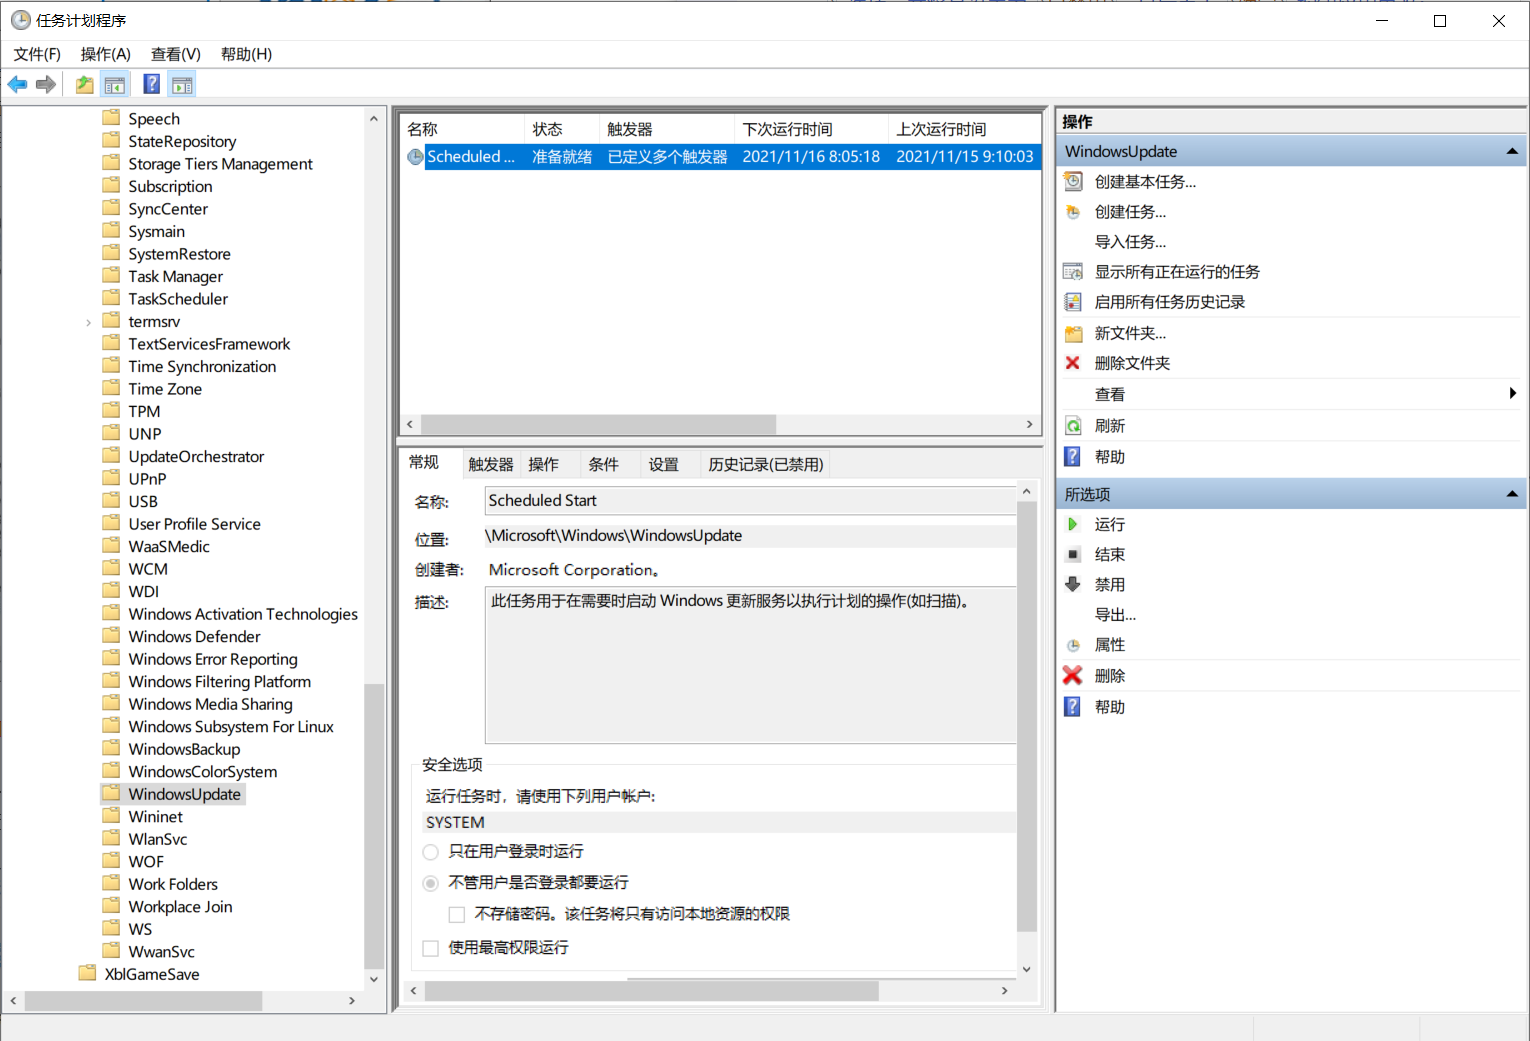 任务计划程序
文件(F) 操作(A) 查看(V) 帮助(H)
Speech
StateRepository
Storage Tiers Management
Subscription
SyncCenter
Sysmain
SystemRestore
Task Manager
TaskScheduler
termsrv
TextServicesFramework
Time Synchronization
Time Zone
TPM
UNP
UpdateOrchestrator
UPnP
USB
User Profile Service
WaaSMedic
WCM
WDI
Windows Activation Technologies
Windows Defender
Windows Error Reporting
Windows Filtering Platform
Windows Media Sharing
Windows Subsystem For Linux
WindowsBackup
WindowsColorSystem
WindowsUpdate
Wininet
WlanSvc
WOF
Work Folders
Workplace Join
WS
WwanSvc
XblGameSave
名称 状态 触发器 下次运行时间 上次运行时间
Scheduled ... 准备就绪 已定义多个触发器 2021/11/16 8:05:18 2021/11/15 9:10:03
常规 触发器 操作 条件 设置 历史记录(已禁用)
名称: Scheduled Start
位置: \Microsoft\Windows\WindowsUpdate
创建者: Microsoft Corporation。
描述: 此任务用于在需要时启动 Windows 更新服务以执行计划的操作(如扫描)。
安全选项
运行任务时，请使用下列用户帐户:
SYSTEM
只在用户登录时运行
不管用户是否登录都要运行
不存储密码。该任务将只有访问本地资源的权限
使用最高权限运行
操作
WindowsUpdate
创建基本任务...
创建任务...
导入任务...
显示所有正在运行的任务
启用所有任务历史记录
新文件夹...
删除文件夹
查看
刷新
帮助
所选项
运行
结束
禁用
导出...
属性
删除
帮助